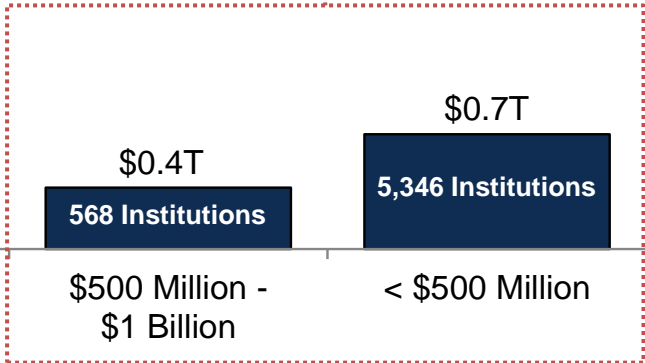 $0.7T
$0.4T
5,346 Institutions
568 Institutions
$500 Million -
$1 Billion
< $500 Million